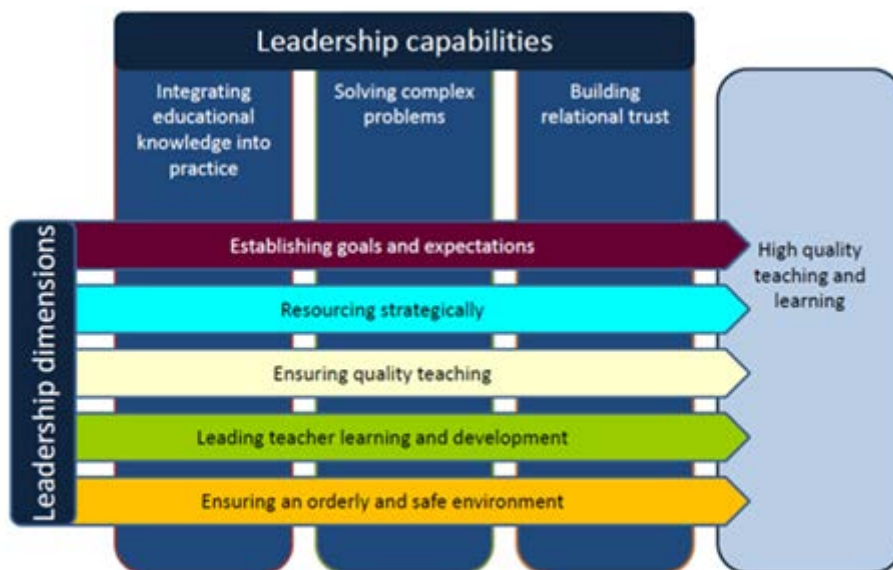 Leadership capabilities
Integrating
educational
knowledge into
practice
Solving complex
problems
Building
relational trust
Leadership dimensions
Establishing goals and expectations
Resourcing strategically
Ensuring quality teaching
Leading teacher learning and development
Ensuring an orderly and safe environment
High quality
teaching and
learning